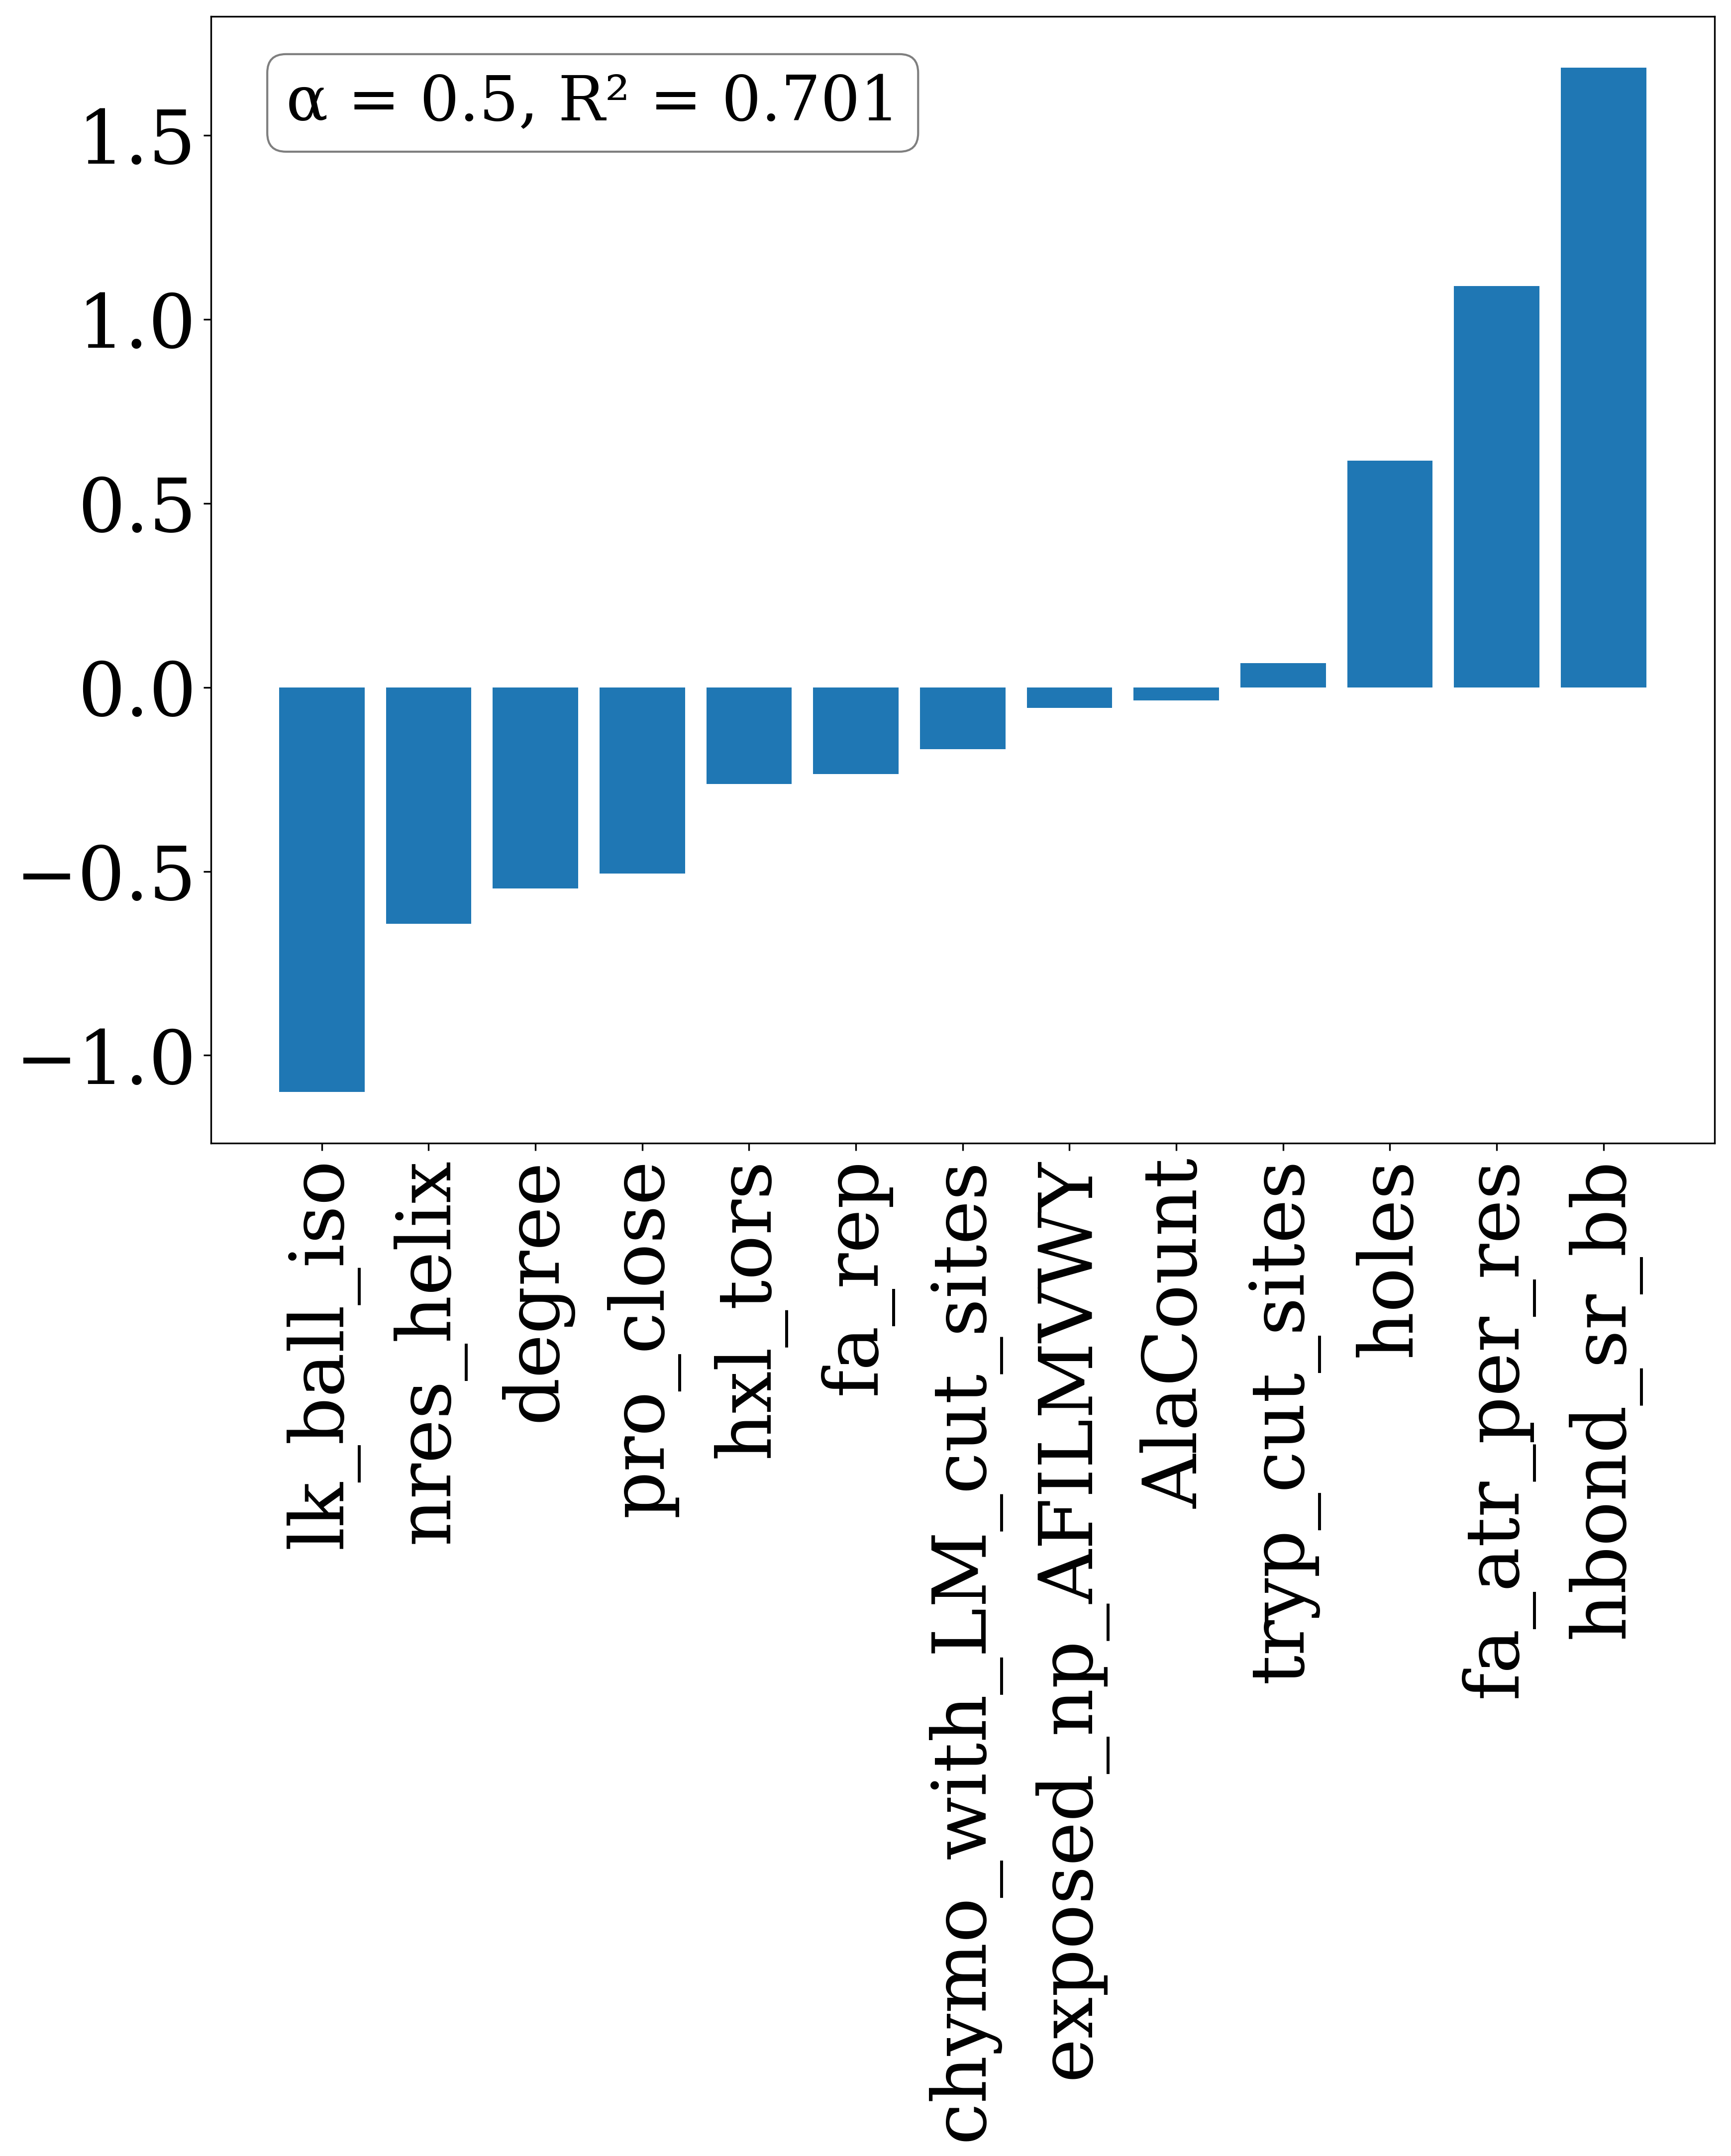 α = 0.5, R² = 0.701
1.5
1.0
0.5
0.0
−0.5
−1.0
lk_ball_iso
nres_helix
degree
pro_close
hxl_tors
fa_rep
chymo_with_LM_cut_sites
exposed_np_AFILMVWY
AlaCount
tryp_cut_sites
holes
fa_atr_per_res
hbond_sr_bb